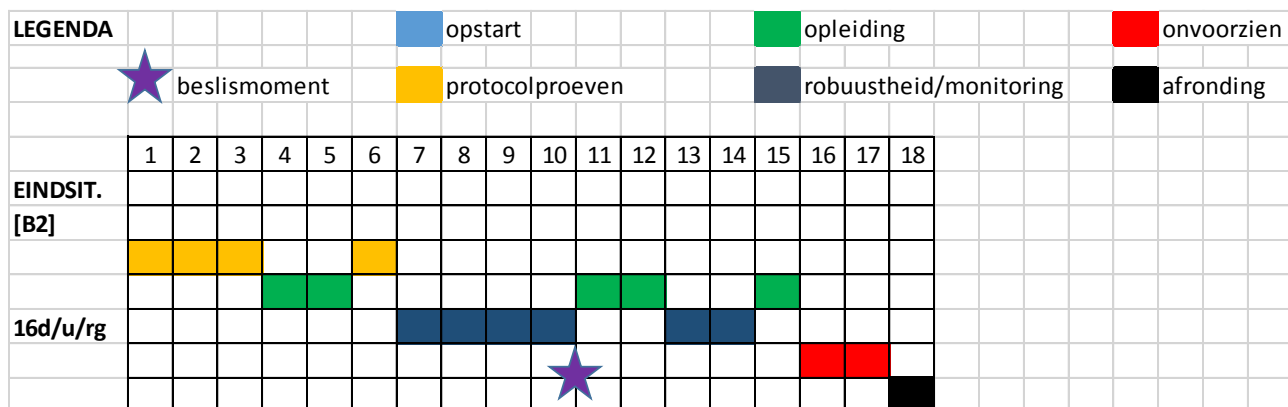 LEGENDA opstart opleiding onvoorzien
beslismoment protocolproeven robuustheid/monitoring afronding
1 2 3 4 5 6 7 8 9 10 11 12 13 14 15 16 17 18
EINDSIT.
[B2]
16d/u/rg